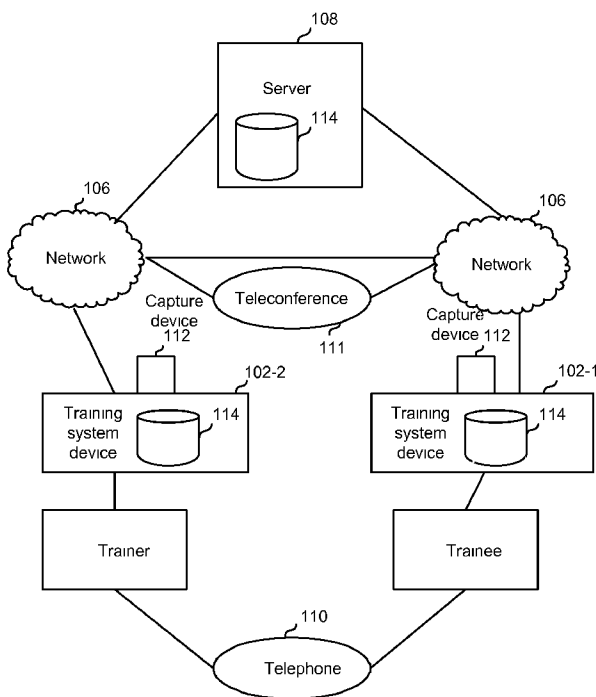 108
Server
114
106
106
Network
Network
Teleconference
111
Capture
device
112
Capture
device
112
102-2
102-1
Training
system
device
114
Training
system
device
114
Trainer
Trainee
110
Telephone